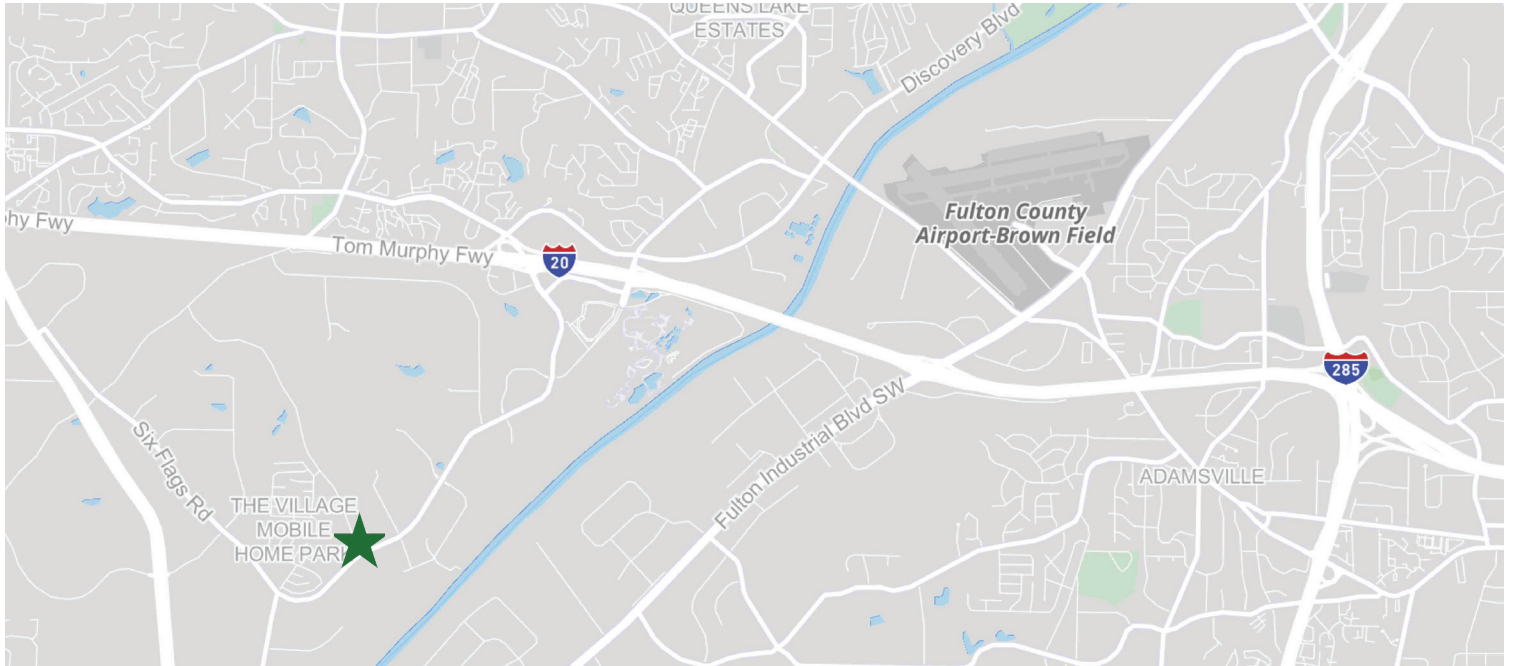 QUEENS LAKE
ESTATES
Discovery Blvd
Fulton County
Airport-Brown Field
phy Fwy
Tom Murphy Fwy
20
285
Six Flags Rd
Fulton Industrial Blvd SW
ADAMSVILLE
THE VILLAGE
MOBILE
HOME PARK